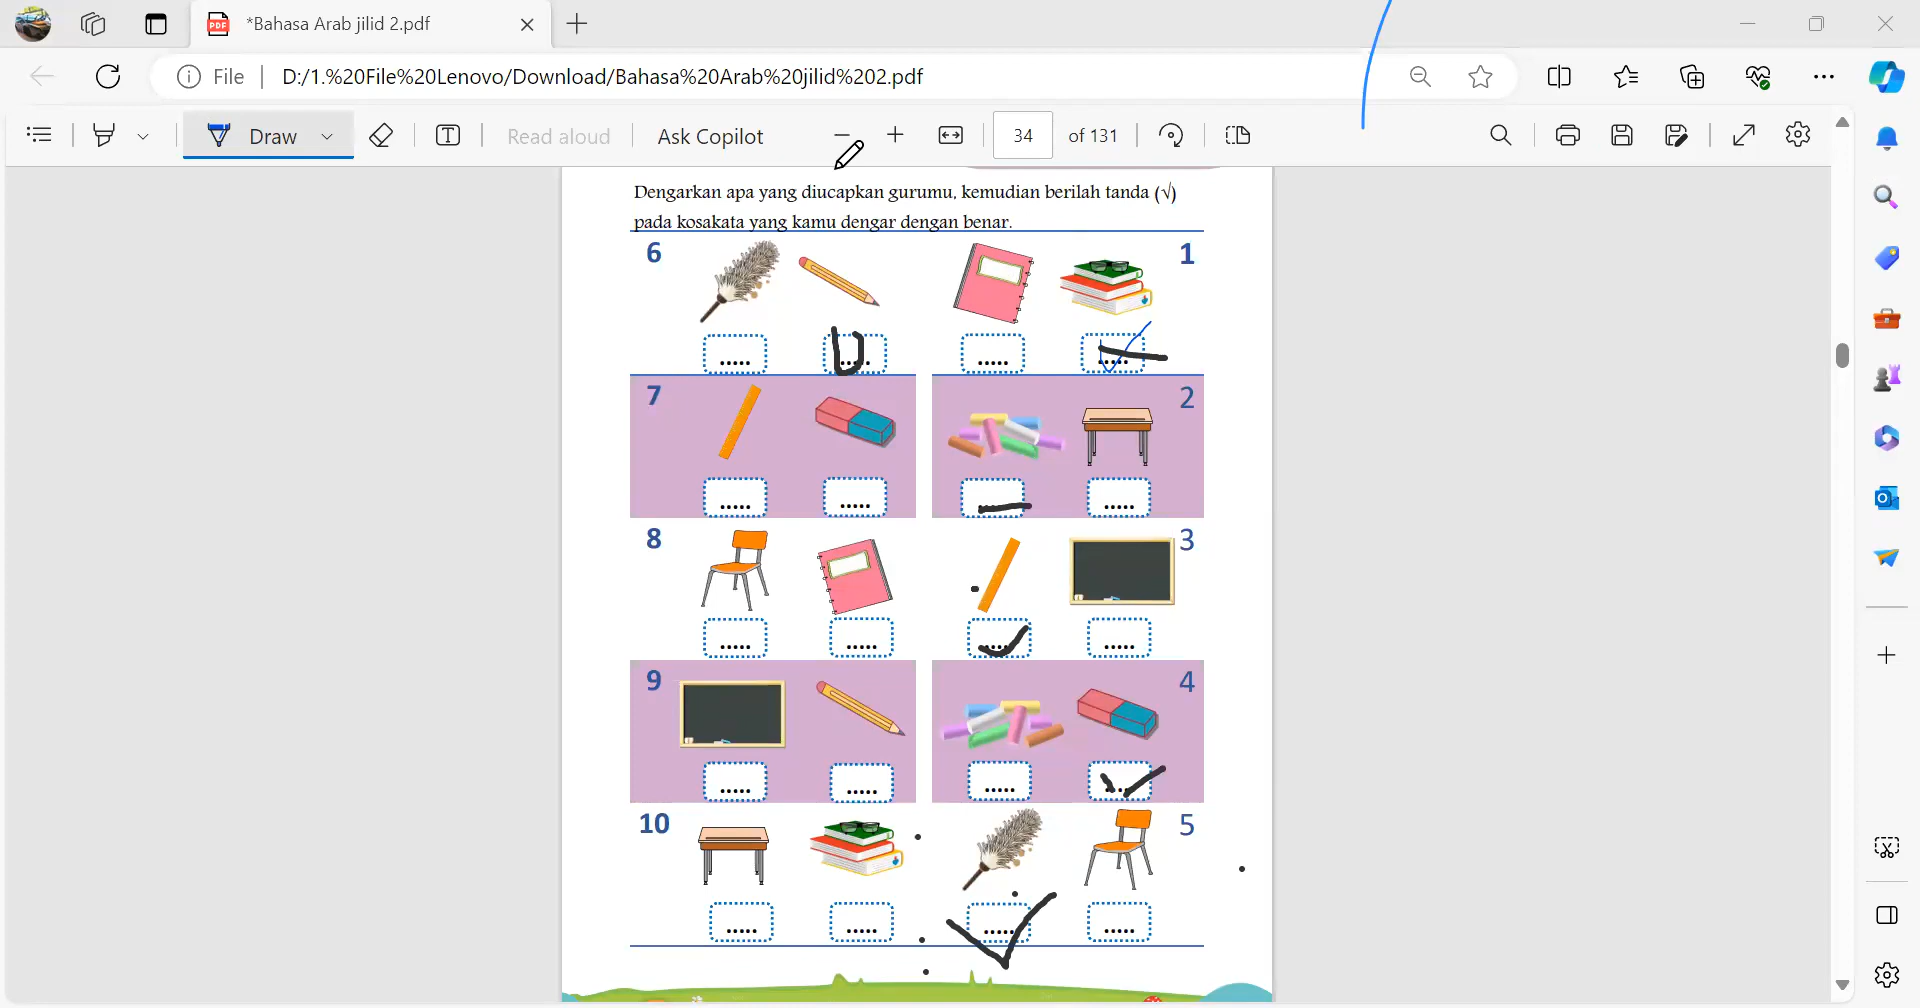 *Bahasa Arab jilid 2.pdf
File D:/1.%20File%20Lenovo/Download/Bahasa%20Arab%20jilid%202.pdf
Draw Read aloud Ask Copilot 34 of 131
Dengarkan apa yang diucapkan gurumu, kemudian berilah tanda (√)
pada kosakata yang kamu dengar dengan benar.
6 1
..... ..... ..... .....
7 2
..... ..... ..... .....
8 3
..... ..... ..... .....
9 4
..... ..... ..... .....
10 5
..... ..... ..... .....